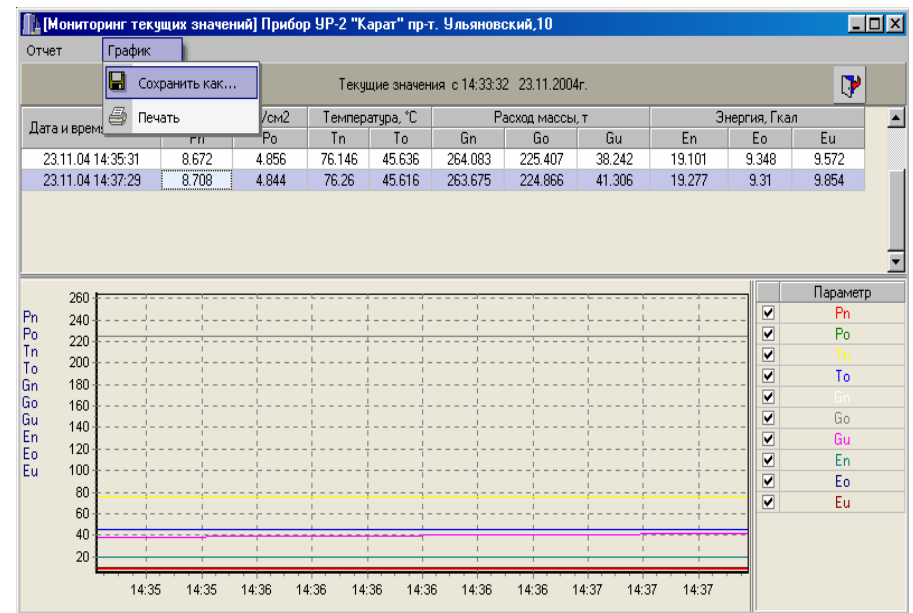 [Мониторинг текущих значений] Прибор УР-2 "Карат" пр-т. Ульяновский,10
Отчет График
Сохранить как...
Печать
Текущие значения с 14:33:32 23.11.2004г.
Дата и врем /см2 Температура, °C Расход массы, т Энергия, Гкал
Pn Po Tn To Gn Go Gu En Eo Eu
23.11.04 14:35:31 8.672 4.856 76.146 45.636 264.083 225.407 38.242 19.101 9.348 9.572
23.11.04 14:37:29 8.708 4.844 76.26 45.616 263.675 224.866 41.306 19.277 9.31 9.854
Pn
Po
Tn
To
Gn
Go
Gu
En
Eo
Eu
260
240
220
200
180
160
140
120
100
80
60
40
20
14:35 14:35 14:36 14:36 14:36 14:36 14:36 14:36 14:37 14:37 14:37
Параметр
Pn
Po
Tn
To
Gn
Go
Gu
En
Eo
Eu